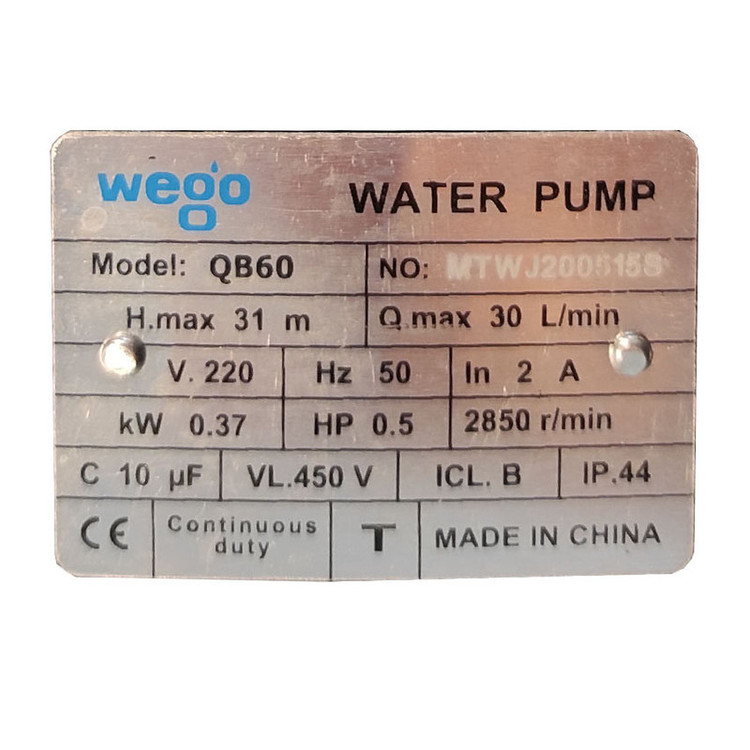 wego WATER PUMP
Model: QB60 NO: MTWJ200515S
H.max 31 m Q.max 30 L/min
V. 220 Hz 50 In 2 A
kW 0.37 HP 0.5 2850 r/min
C 10 µF VL.450 V ICL. B IP.44
CE Continuous duty T MADE IN CHINA